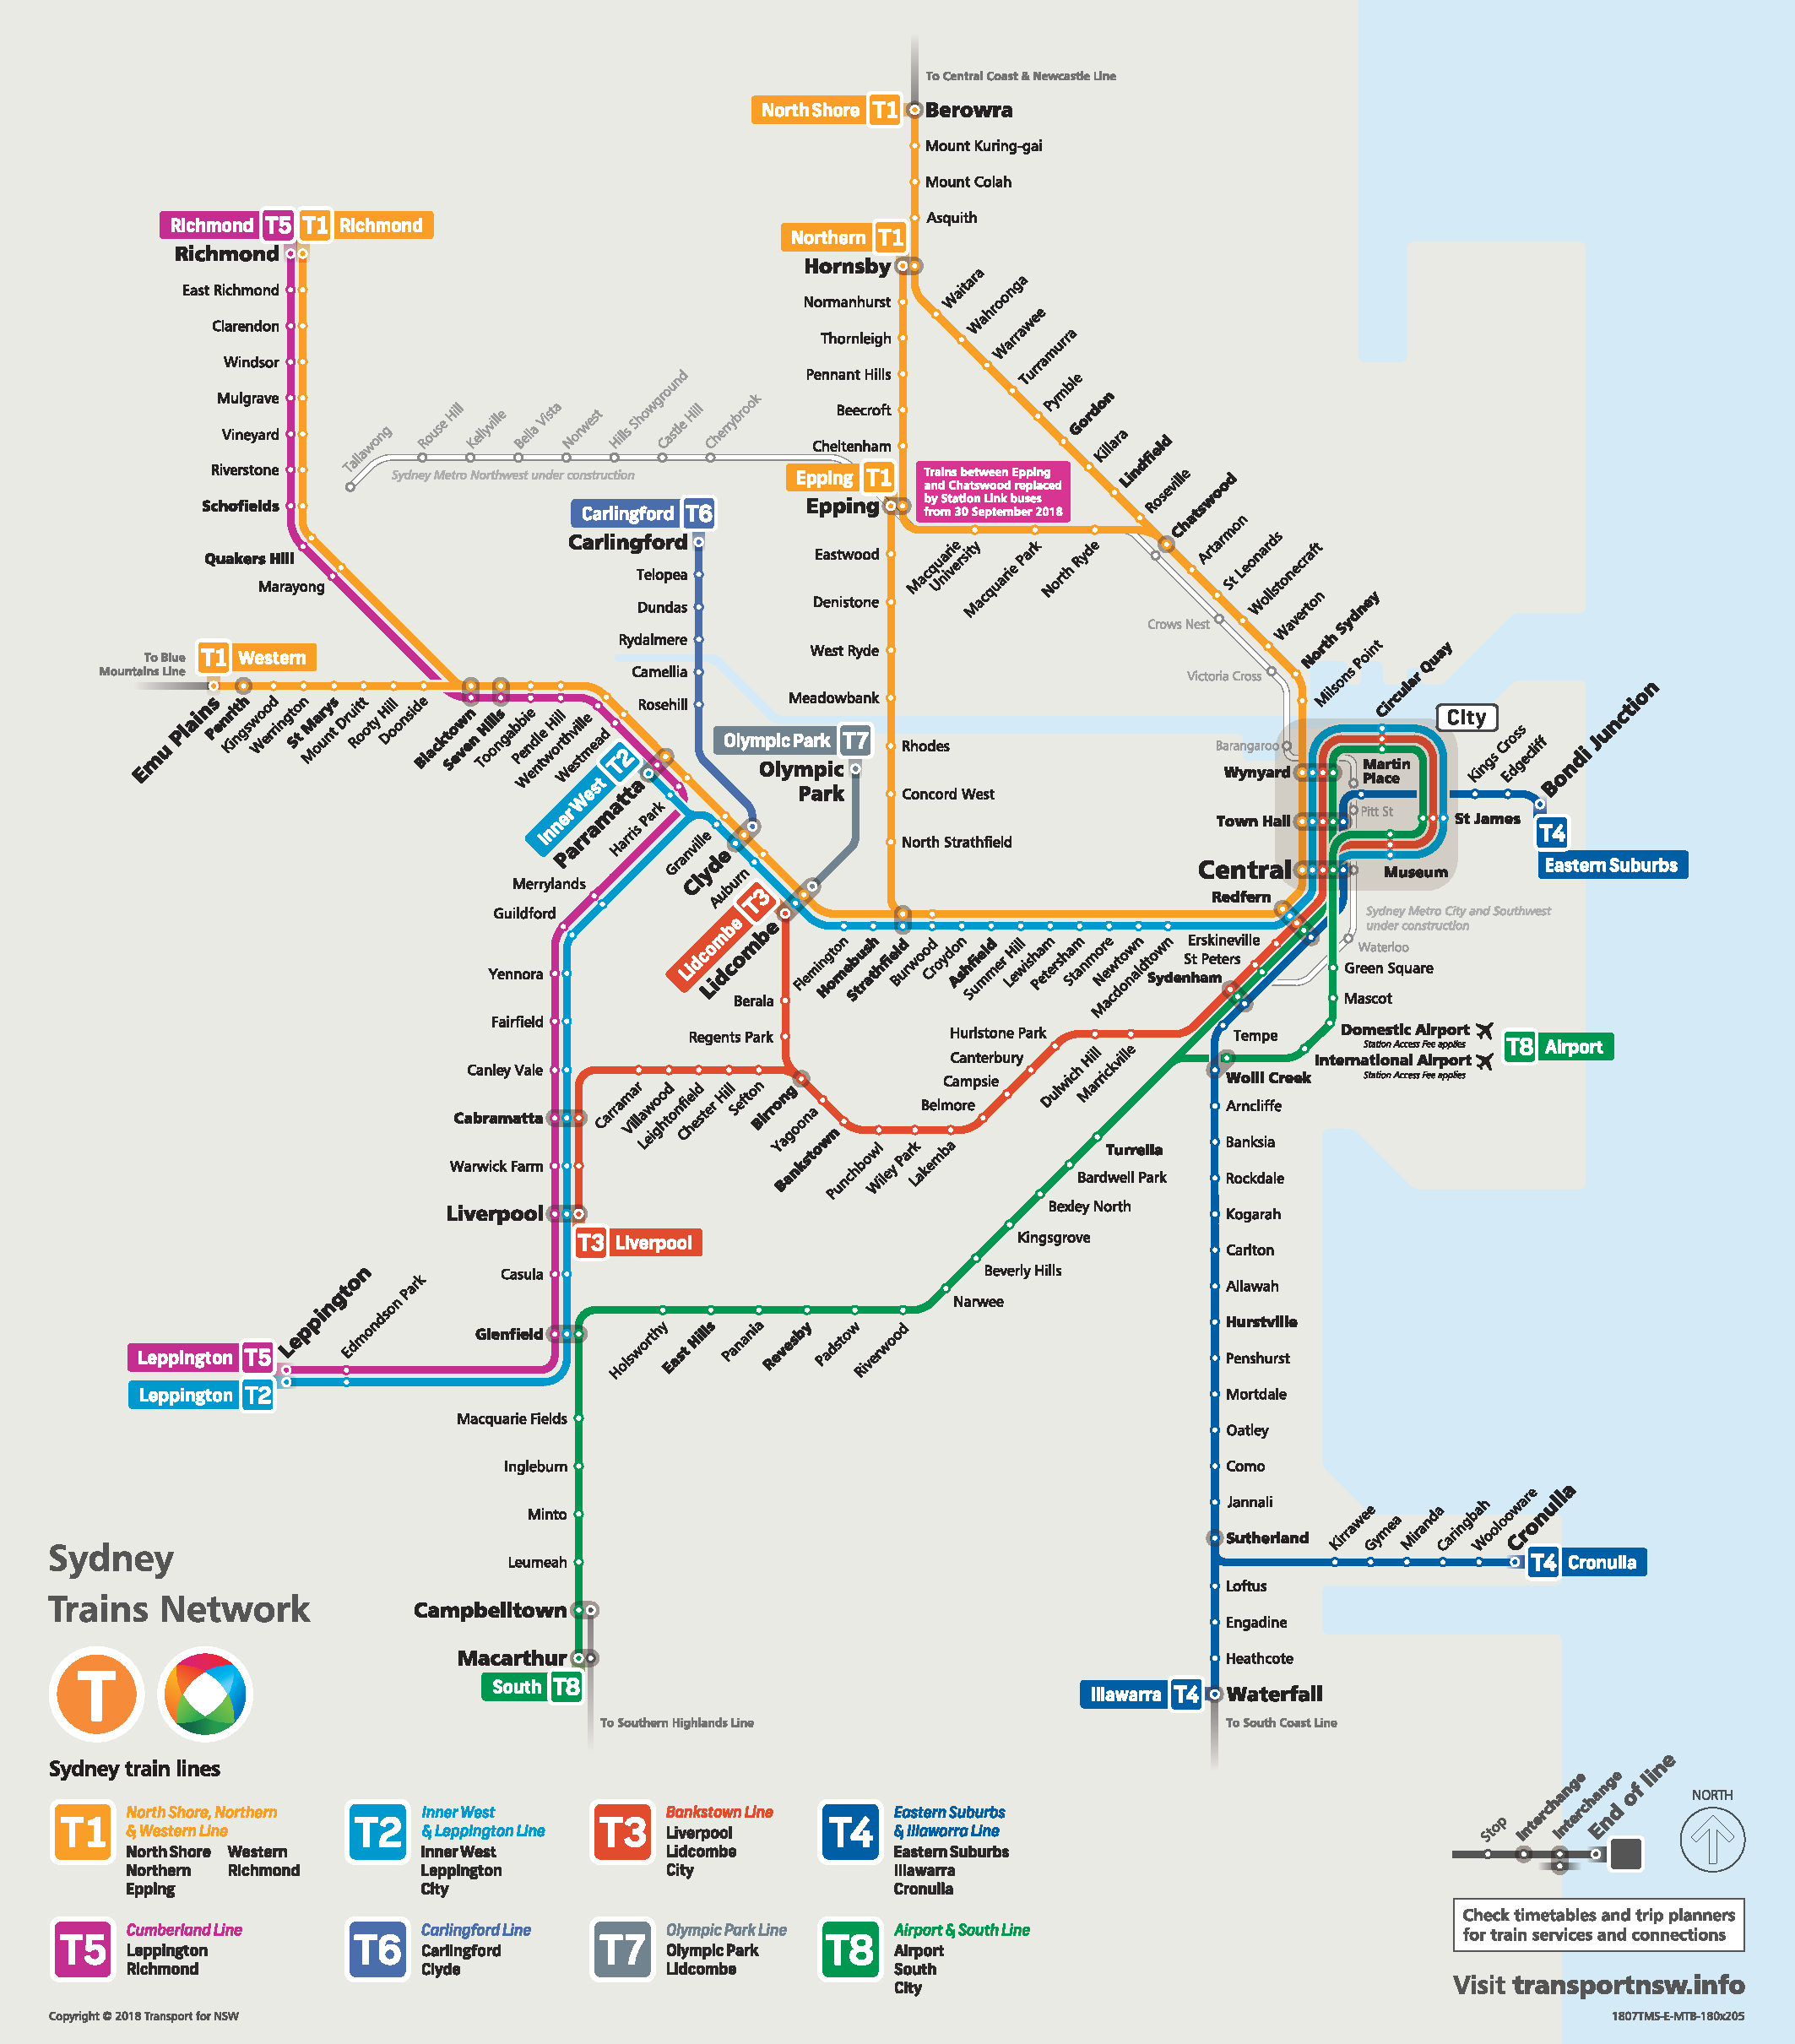 To Central Coast & Newcastle Line
North Shore T1
Berowra
Mount Kuring-gai
Mount Colah
Asquith
Northern T1
Hornsby
Normanhurst
Thornleigh
Pennant Hills
Beecroft
Cheltenham
Epping T1
Epping
Waitara
Wahroonga
Warrawee
Turramurra
Pymble
Gordon
Killara
Lindfield
Roseville
Chatswood
Artarmon
St Leonards
Wollstonecraft
Waverton
North Sydney
Milsons Point
Trains between Epping
and Chatswood replaced
by Station Link buses
from 30 September 2018
Macquarie
University
Macquarie Park
North Ryde
Crows Nest
Victoria Cross
Barangaroo
Richmond T5
T1 Richmond
Richmond
East Richmond
Clarendon
Windsor
Mulgrave
Vineyard
Riverstone
Schofields
Quakers Hill
Marayong
Tallawong
Rouse Hill
Kellyville
Bella Vista
Norwest
Hills Showground
Castle Hill
Cherrybrook
Sydney Metro Northwest under construction
Carlingford T6
Carlingford
Telopea
Dundas
Rydalmere
Camellia
Rosehill
Eastwood
Denistone
West Ryde
Meadowbank
Rhodes
Concord West
North Strathfield
Olympic Park T7
Olympic
Park
To Blue
Mountains Line
T1 Western
Emu Plains
Penrith
Kingswood
Werrington
St Marys
Mount Druitt
Rooty Hill
Doonside
Blacktown
Seven Hills
Toongabbie
Pendle Hill
Wentworthville
Westmead
Inner West T2
Parramatta
Harris Park
Granville
Clyde
Auburn
Lidcombe T3
Lidcombe
Flemington
Homebush
Strathfield
Burwood
Croydon
Ashfield
Summer Hill
Lewisham
Petersham
Stanmore
Newtown
Macdonaldtown
City
Circular Quay
Wynyard
Martin
Place
Town Hall
Pitt St
St James
Central
Museum
Redfern
Kings Cross
Edgecliff
Bondi Junction
T4
Eastern Suburbs
Sydney Metro City and Southwest
under construction
Waterloo
Erskineville
St Peters
Sydenham
Green Square
Mascot
Domestic Airport
Station Access Fee applies
International Airport
Station Access Fee applies
T8 Airport
Tempe
Wolli Creek
Merrylands
Guildford
Yennora
Fairfield
Canley Vale
Cabramatta
Warwick Farm
Liverpool
T3 Liverpool
Casula
Glenfield
Leppington
Edmondson Park
Leppington T5
Leppington T2
Berala
Regents Park
Carramar
Villawood
Leightonfield
Chester Hill
Sefton
Birrong
Yagoona
Bankstown
Punchbowl
Wiley Park
Lakemba
Belmore
Campsie
Canterbury
Hurlstone Park
Dulwich Hill
Marrickville
Turrella
Bardwell Park
Bexley North
Kingsgrove
Beverly Hills
Narwee
Riverwood
Padstow
Revesby
Panania
East Hills
Holsworthy
Macquarie Fields
Ingleburn
Minto
Leumeah
Campbelltown
Macarthur
South T8
To Southern Highlands Line
Arncliffe
Banksia
Rockdale
Kogarah
Carlton
Allawah
Hurstville
Penshurst
Mortdale
Oatley
Como
Jannali
Sutherland
Kirrawee
Gymea
Miranda
Caringbah
Woolooware
Cronulla
T4 Cronulla
Loftus
Engadine
Heathcote
Illawarra T4
Waterfall
To South Coast Line
Sydney
Trains Network
T
Sydney train lines
T1
North Shore, Northern
& Western Line
North Shore Western
Northern Richmond
Epping
T2
Inner West
& Leppington Line
Inner West
Leppington
City
T3
Bankstown Line
Liverpool
Lidcombe
City
T4
Eastern Suburbs
& Illawarra Line
Eastern Suburbs
Illawarra
Cronulla
T5
Cumberland Line
Leppington
Richmond
T6
Carlingford Line
Carlingford
Clyde
T7
Olympic Park Line
Olympic Park
Lidcombe
T8
Airport & South Line
Airport
South
City
Stop
Interchange
Interchange
End of line
NORTH
Check timetables and trip planners
for train services and connections
Visit transportnsw.info
Copyright © 2018 Transport for NSW
1807TMS-E-MTB-180x205